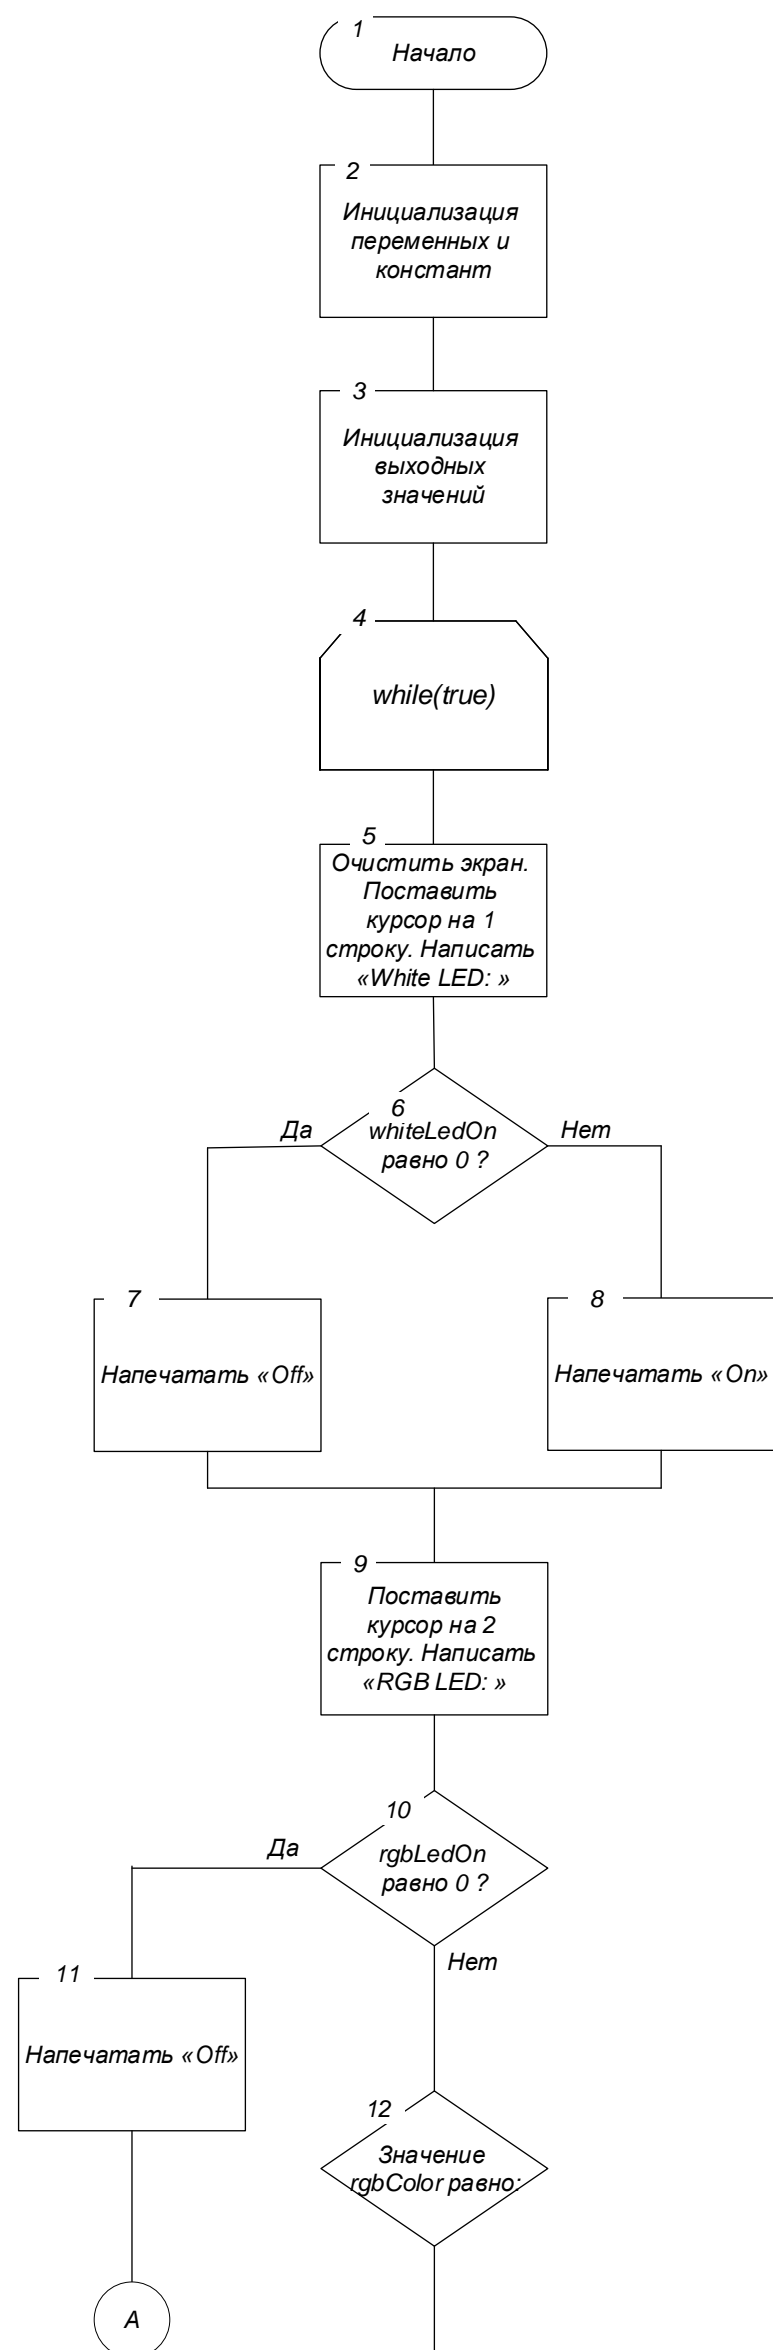 1
Начало
2
Инициализация
переменных и
констант
3
Инициализация
выходных
значений
4
while(true)
5
Очистить экран.
Поставить
курсор на 1
строку. Написать
«White LED: »
6
Да
whiteLedOn
равно 0 ?
Нет
7
Напечатать «Off»
8
Напечатать «On»
9
Поставить
курсор на 2
строку. Написать
«RGB LED: »
10
Да
rgbLedOn
равно 0 ?
Нет
11
Напечатать «Off»
12
Значение
rgbColor равно:
A